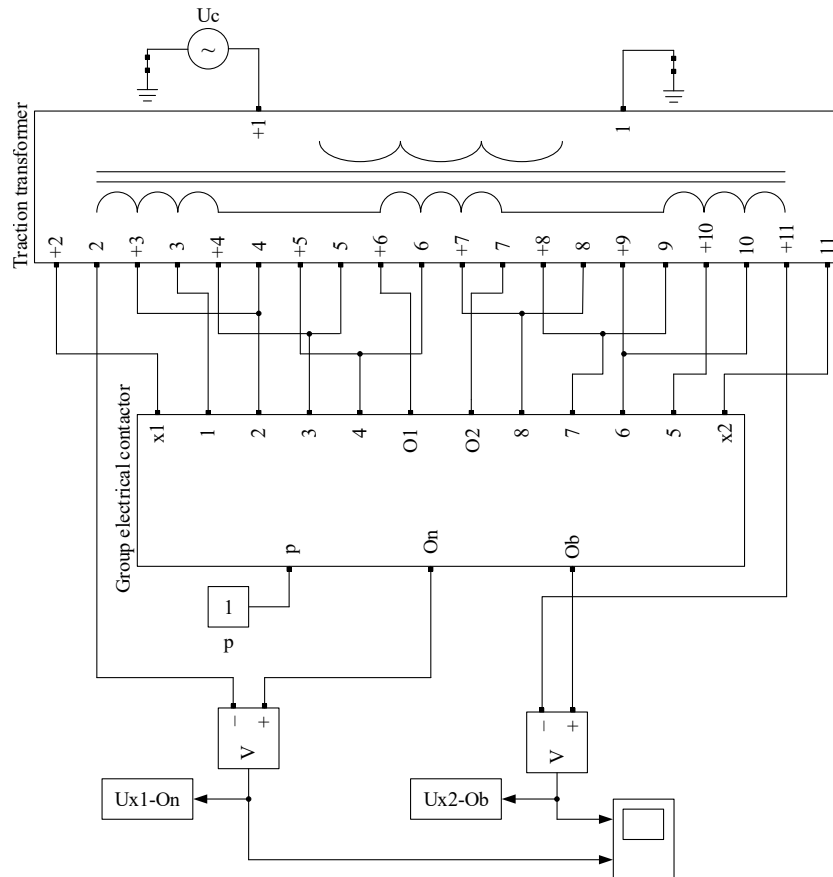 Uc
~
+1
1
Traction transformer
+2
2
+3
3
+4
4
+5
5
+6
6
+7
7
+8
8
+9
9
+10
10
+11
11
Group electrical contactor
x1
1
2
3
4
O1
O2
8
7
6
5
x2
p
On
Ob
1
p
− +
V
− +
V
Ux1-On
Ux2-Ob